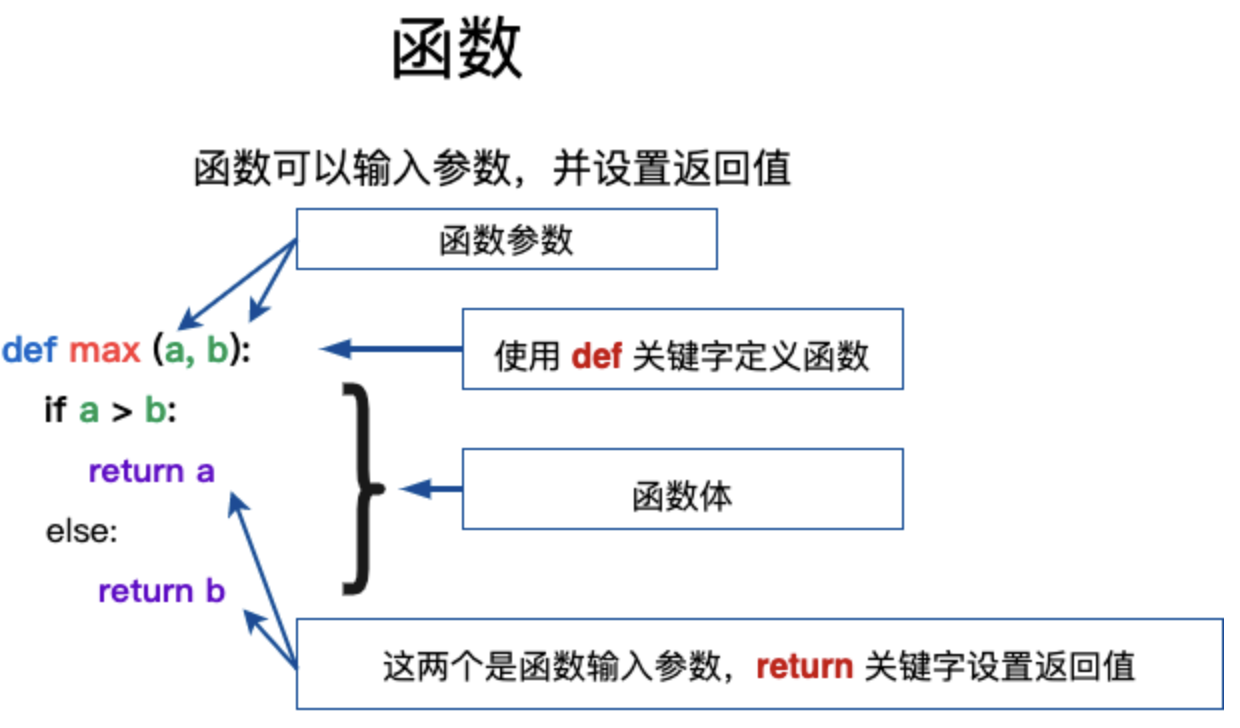 函数
函数可以输入参数，并设置返回值
函数参数
def max (a, b):
使用 def 关键字定义函数
if a > b:
return a
函数体
else:
return b
这两个是函数输入参数，return 关键字设置返回值